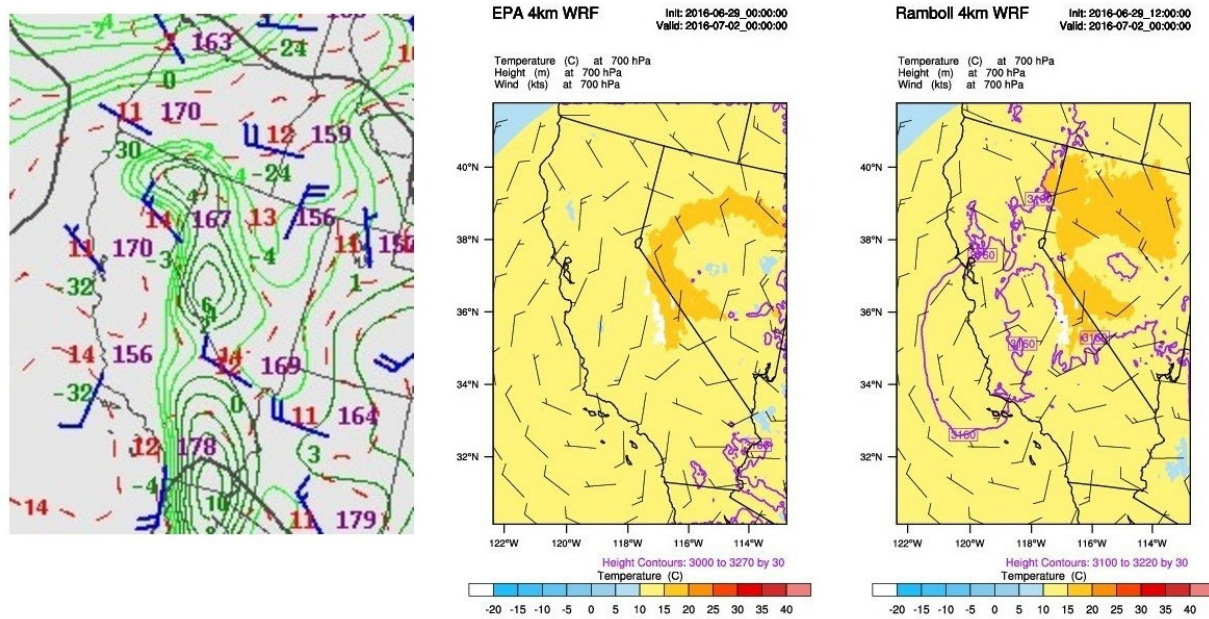 -4 -2
163
-24
0
11 170
12 159
-30
-24
-4
4
14 167 13 156
11 170
11
-3
-4
-32
1
6
4
14 156
14 169
-32
0
11 164
12 178
3
-4
14
10
11 179
EPA 4km WRF
Init: 2016-06-29_00:00:00
Valid: 2016-07-02_00:00:00
Temperature (C) at 700 hPa
Height (m) at 700 hPa
Wind (kts) at 700 hPa
40°N
38°N
36°N
34°N
32°N
122°W 120°W 118°W 116°W 114°W
Height Contours: 3000 to 3270 by 30
Temperature (C)
-20 -15 -10 -5 0 5 10 15 20 25 30 35 40
Ramboll 4km WRF
Init: 2016-06-29_12:00:00
Valid: 2016-07-02_00:00:00
Temperature (C) at 700 hPa
Height (m) at 700 hPa
Wind (kts) at 700 hPa
40°N
38°N
36°N
34°N
32°N
3160
3160
3160
3160
122°W 120°W 118°W 116°W 114°W
Height Contours: 3100 to 3220 by 30
Temperature (C)
-20 -15 -10 -5 0 5 10 15 20 25 30 35 40